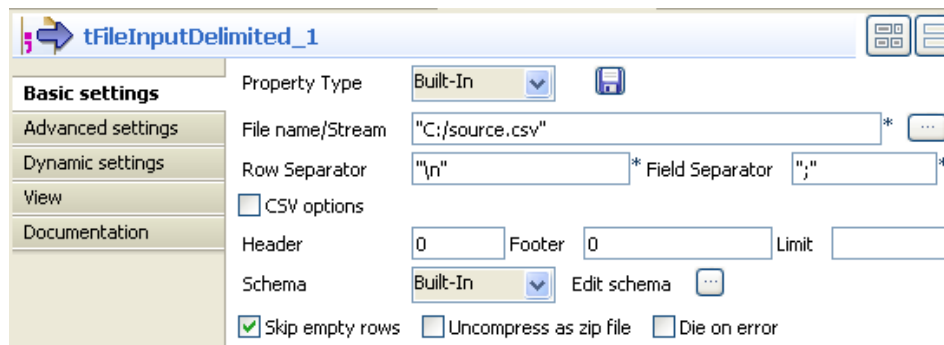 tFileInputDelimited_1
Basic settings
Advanced settings
Dynamic settings
View
Documentation
Property Type Built-In
File name/Stream "C:/source.csv" * ...
Row Separator "\n" * Field Separator ";" *
CSV options
Header 0 Footer 0 Limit
Schema Built-In Edit schema ...
Skip empty rows Uncompress as zip file Die on error